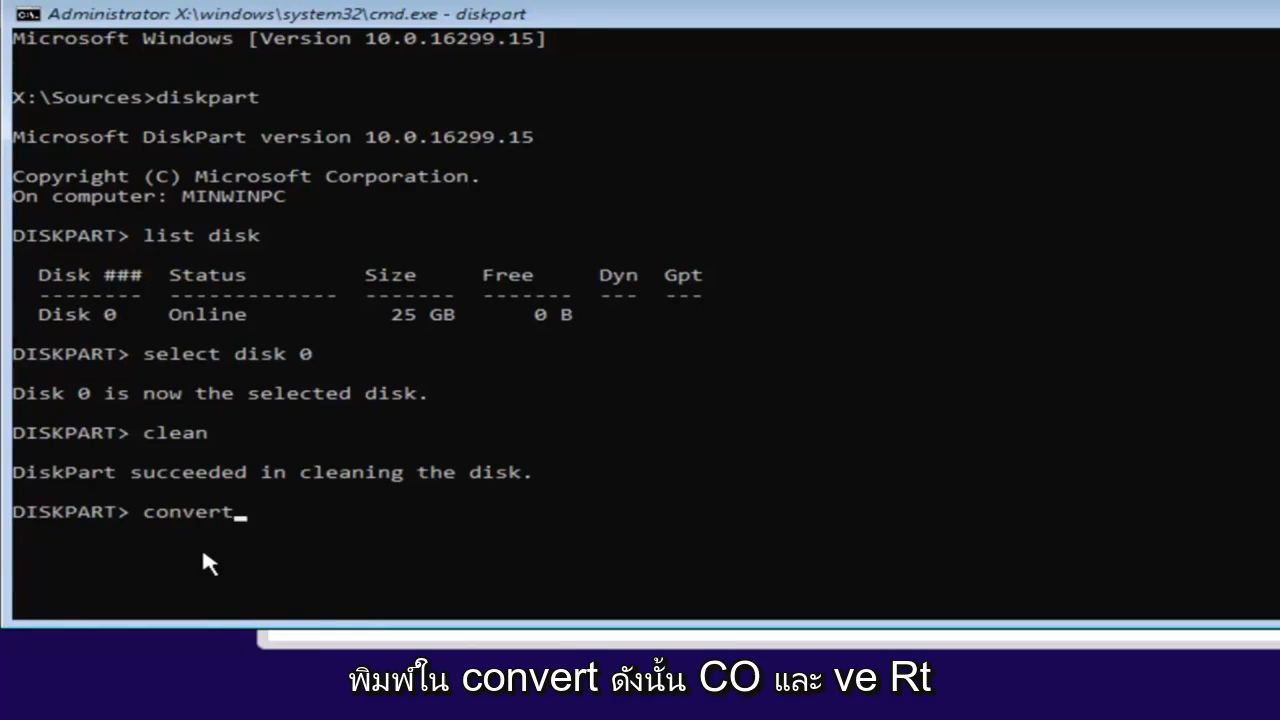 Administrator: X:\windows\system32\cmd.exe - diskpart
Microsoft Windows [Version 10.0.16299.15]
X:\Sources>diskpart
Microsoft DiskPart version 10.0.16299.15
Copyright (C) Microsoft Corporation.
On computer: MINWINPC
DISKPART> list disk
Disk ### Status Size Free Dyn Gpt
-------- ------------- ------- ------- --- ---
Disk 0 Online 25 GB 0 B
DISKPART> select disk 0
Disk 0 is now the selected disk.
DISKPART> clean
DiskPart succeeded in cleaning the disk.
DISKPART> convert_
พิมพ์ใน convert ดังนั้น CO และ ve Rt